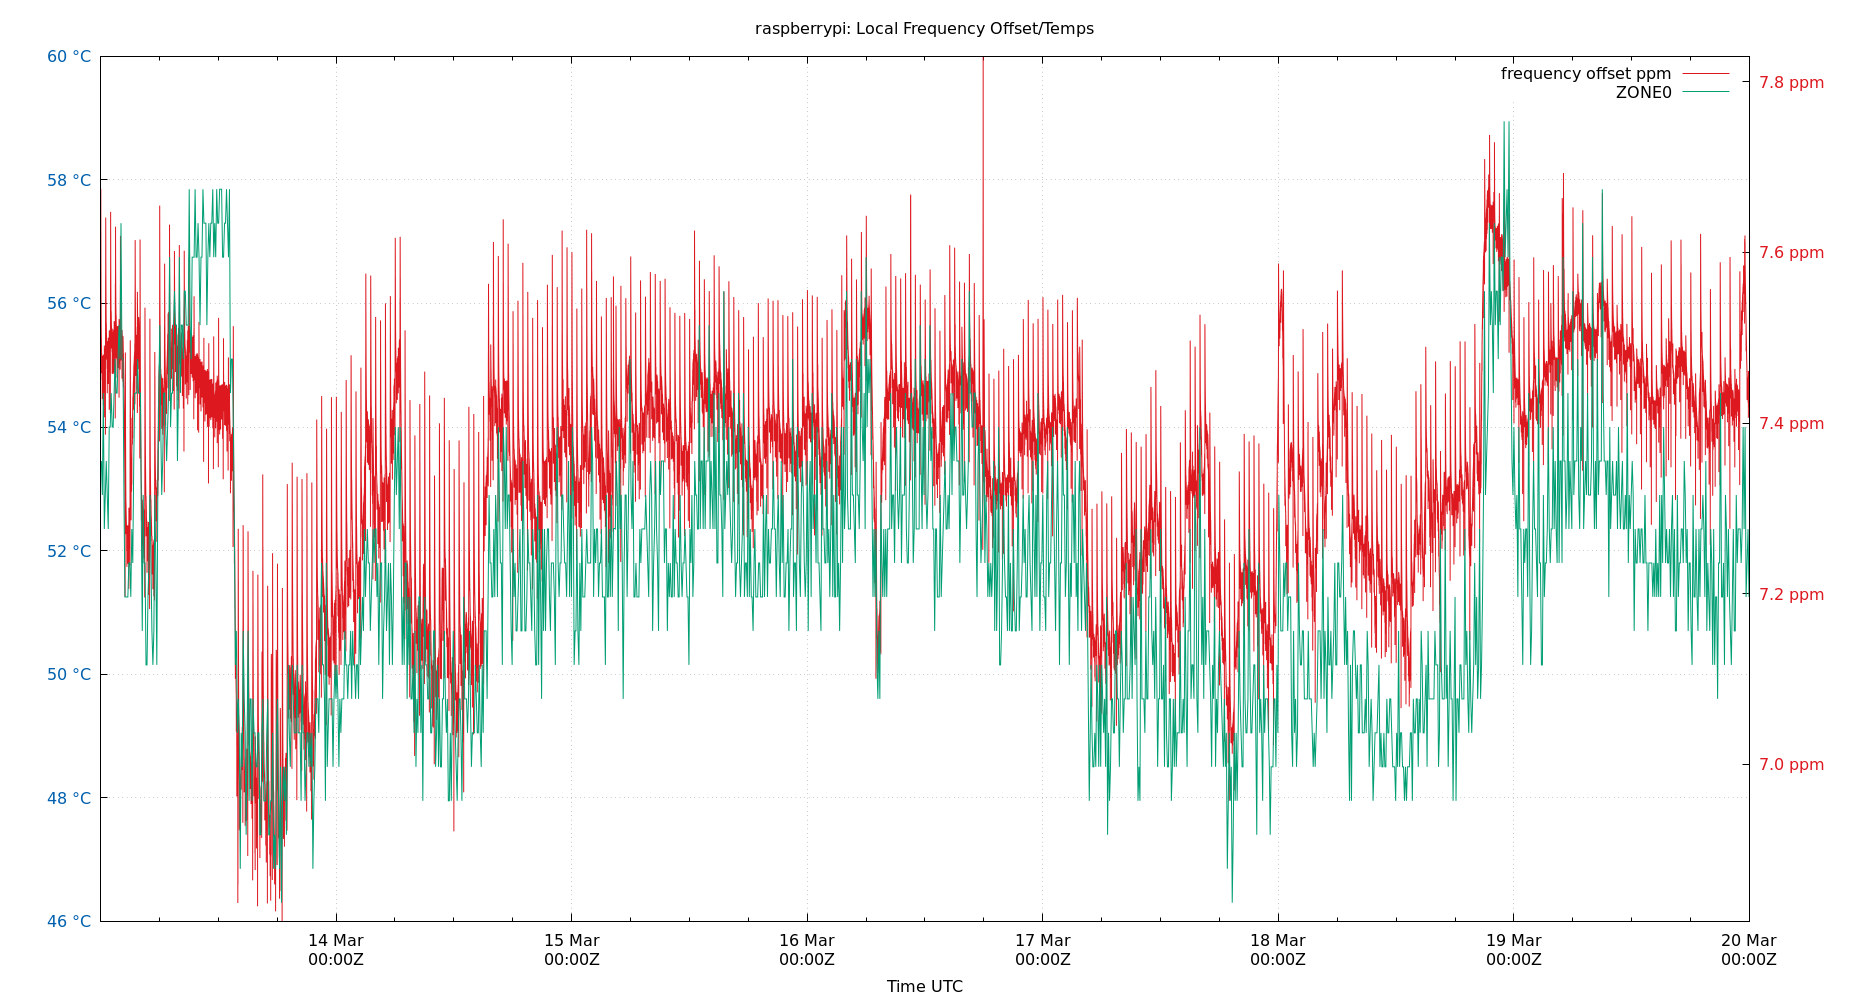 raspberrypi: Local Frequency Offset/Temps
60 °C
58 °C
56 °C
54 °C
52 °C
50 °C
48 °C
46 °C
frequency offset ppm
ZONE0
7.8 ppm
7.6 ppm
7.4 ppm
7.2 ppm
7.0 ppm
14 Mar
00:00Z
15 Mar
00:00Z
16 Mar
00:00Z
17 Mar
00:00Z
18 Mar
00:00Z
19 Mar
00:00Z
20 Mar
00:00Z
Time UTC